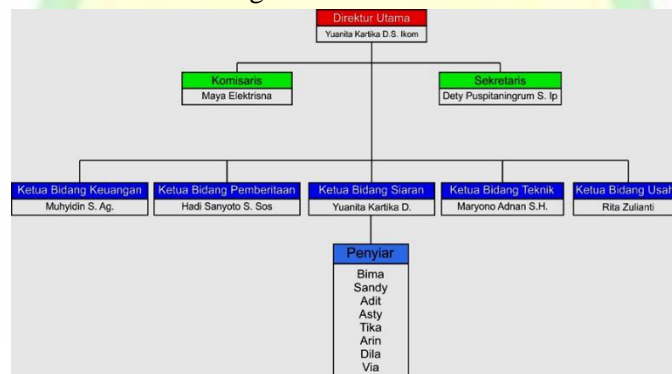 Direktur Utama
Yuanita Kartika D.S. Ikom
Komisaris
Maya Elektrisna
Sekretaris
Dety Puspitaningrum S. Ip
Ketua Bidang Keuangan
Muhyidin S. Ag.
Ketua Bidang Pemberitaan
Hadi Sanyoto S. Sos
Ketua Bidang Siaran
Yuanita Kartika D.
Ketua Bidang Teknik
Maryono Adnan S.H.
Ketua Bidang Usah
Rita Zulianti
Penyiar
Bima
Sandy
Adit
Asty
Tika
Arin
Dila
Via